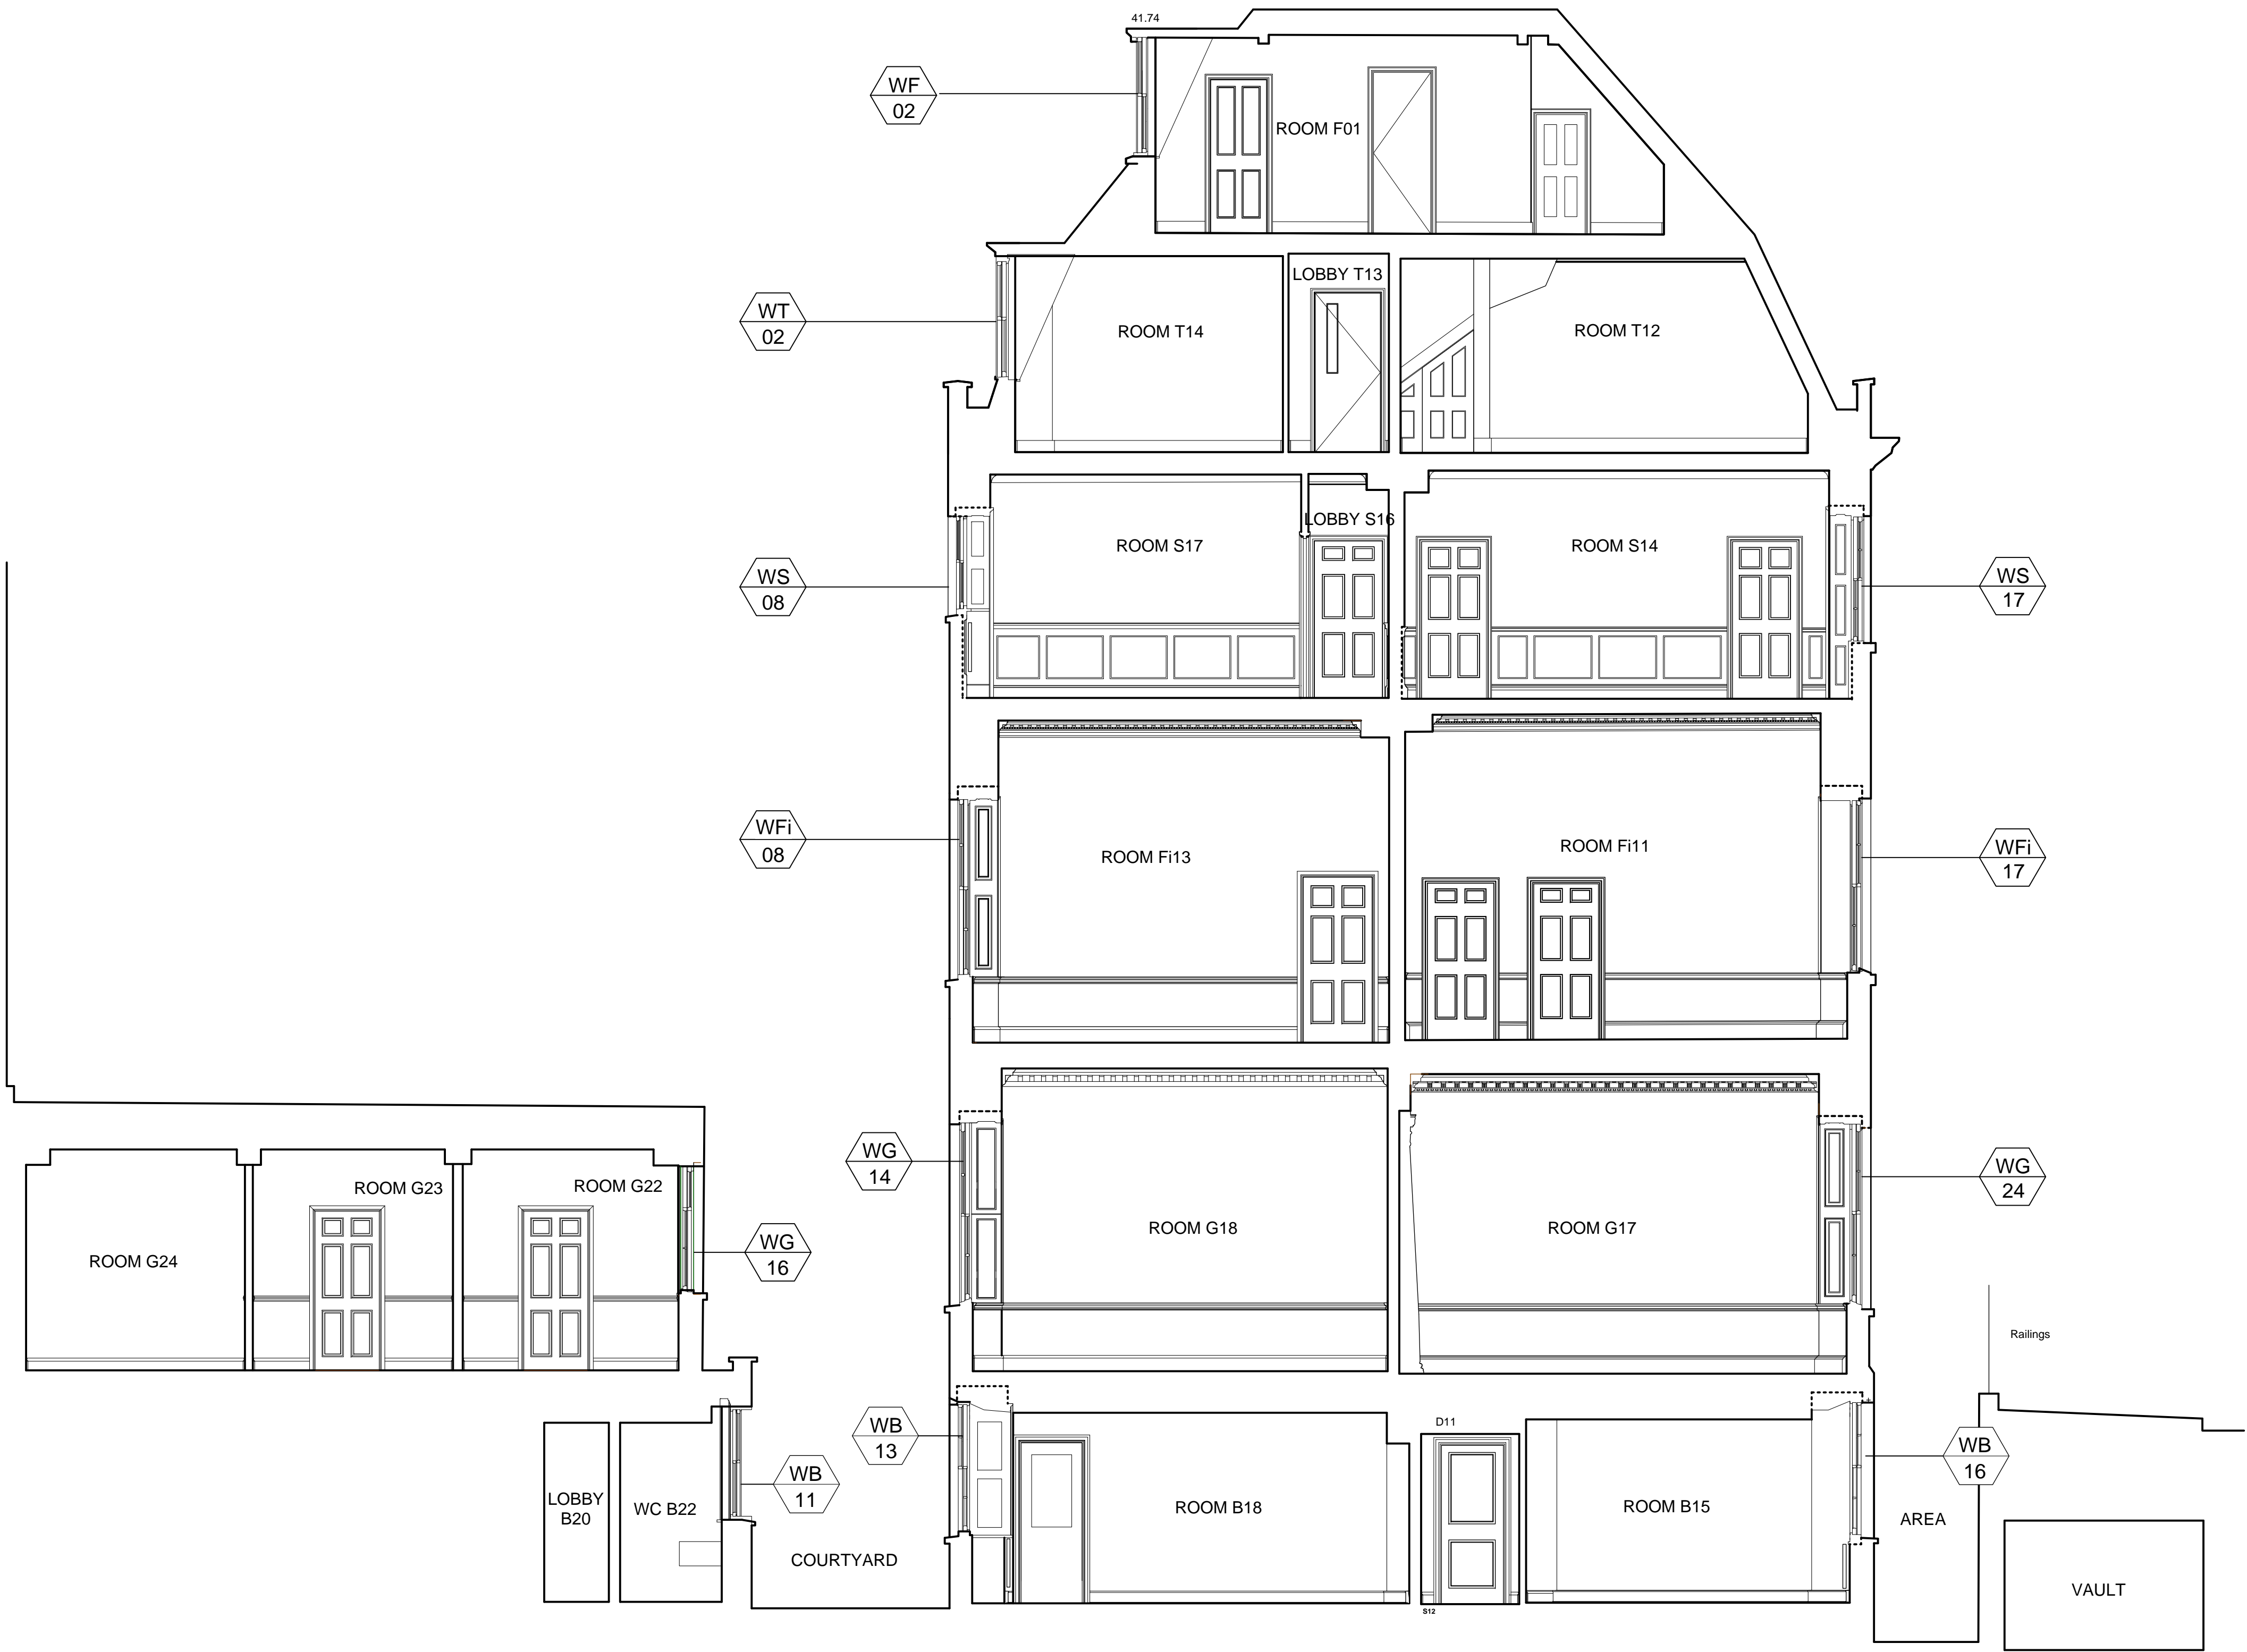 41.74
WF
02
ROOM F01
LOBBY T13
WT
02
ROOM T14
ROOM T12
LOBBY S16
ROOM S17
ROOM S14
WS
08
WS
17
WFi
08
ROOM Fi13
ROOM Fi11
WFi
17
WG
14
WG
24
ROOM G23
ROOM G22
ROOM G24
WG
16
ROOM G18
ROOM G17
Railings
WB
13
D11
WB
16
WB
11
LOBBY
B20
WC B22
ROOM B18
ROOM B15
AREA
COURTYARD
VAULT
S12